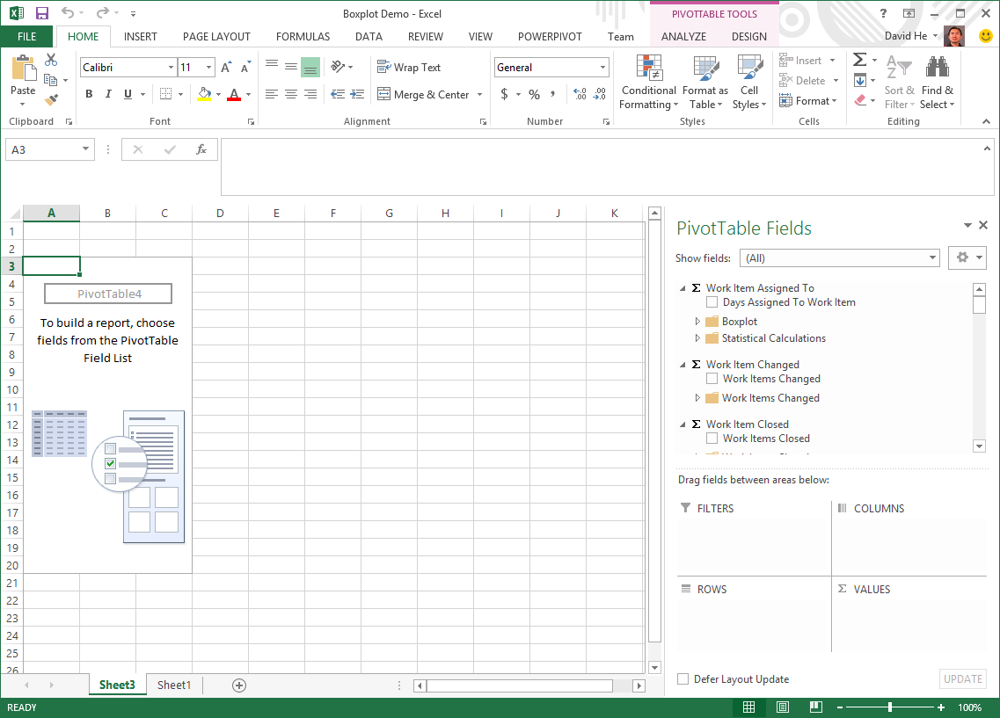 Boxplot Demo - Excel
PIVOTTABLE TOOLS
?
FILE HOME INSERT PAGE LAYOUT FORMULAS DATA REVIEW VIEW POWERPIVOT Team ANALYZE DESIGN David He
Paste
Clipboard
Calibri 11 A A
B I U A
Font
Wrap Text
Merge & Center
Alignment
General
$ % ,
Number
Conditional Formatting
Format as Table
Cell Styles
Styles
Insert
Delete
Format
Cells
Σ
Sort & Filter
Find & Select
Editing
A3 fx
A B C D E F G H I J K
1
2
3
4
5
6
7
8
9
10
11
12
13
14
15
16
17
18
19
20
21
22
23
24
25
26
PivotTable4
To build a report, choose
fields from the PivotTable
Field List
PivotTable Fields
Show fields: (All)
Σ Work Item Assigned To
Days Assigned To Work Item
Boxplot
Statistical Calculations
Σ Work Item Changed
Work Items Changed
Work Items Changed
Σ Work Item Closed
Work Items Closed
Drag fields between areas below:
FILTERS COLUMNS
ROWS Σ VALUES
Defer Layout Update UPDATE
Sheet3 Sheet1
READY 100%